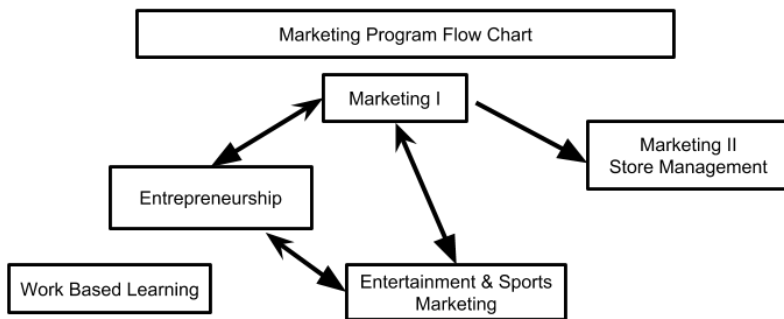 Marketing Program Flow Chart
Marketing I
Marketing II
Store Management
Entrepreneurship
Work Based Learning
Entertainment & Sports
Marketing